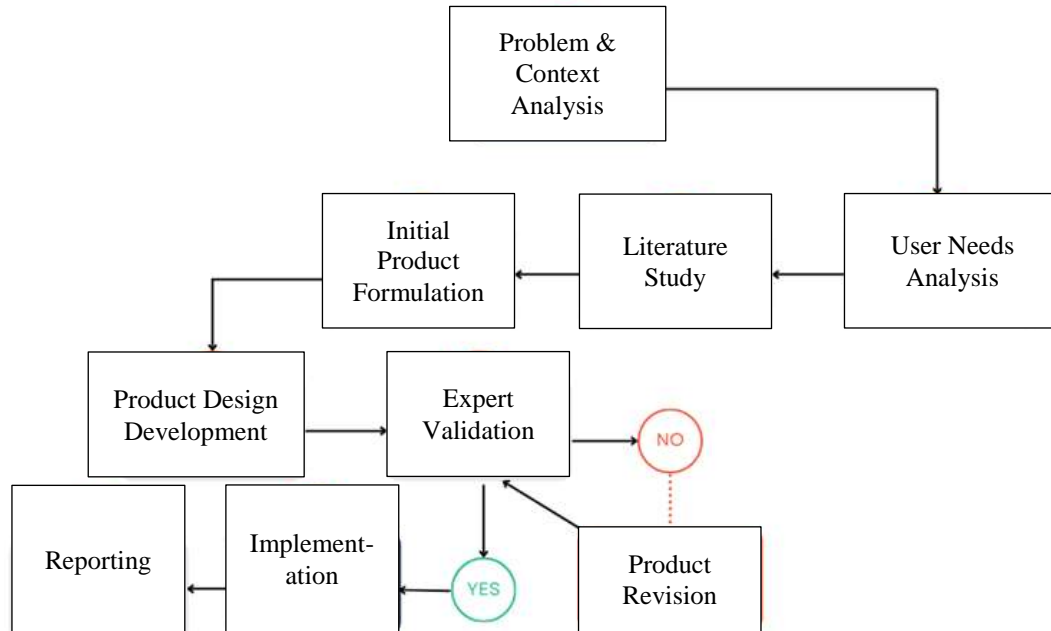 Problem &
Context
Analysis
User Needs
Analysis
Literature
Study
Initial
Product
Formulation
Product Design
Development
Expert
Validation
NO
Product
Revision
YES
Implement-
ation
Reporting